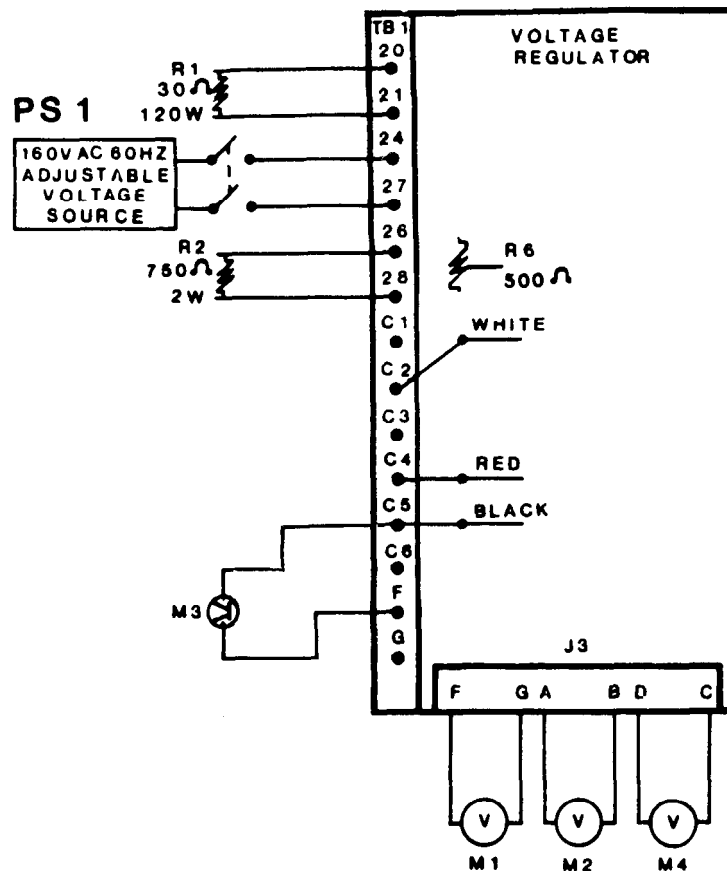 TB1
VOLTAGE
REGULATOR
20
R1
30Ω
120W
21
PS 1
24
160VAC 60HZ
ADJUSTABLE
VOLTAGE
SOURCE
27
26
R2
750Ω
2W
R6
500Ω
28
C1
WHITE
C2
C3
C4
RED
C5
BLACK
C6
M3
F
G
J3
F G A B D C
V V V
M1 M2 M4